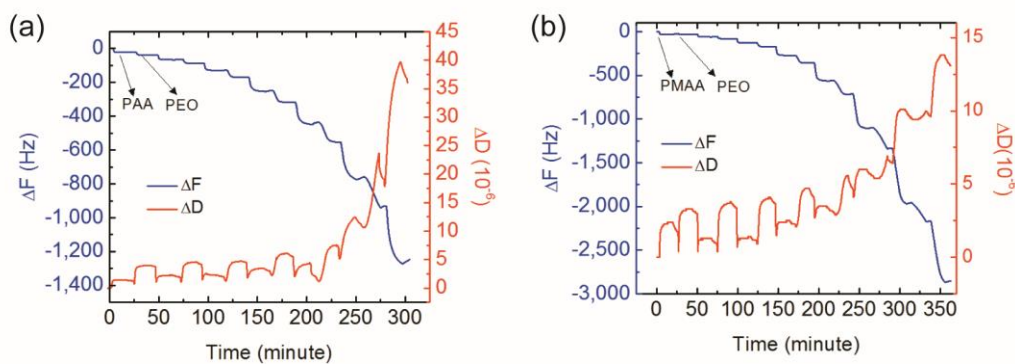 (a)
0
-200
-400
-600
-800
-1,000
-1,200
-1,400
ΔF (Hz)
PAA
PEO
ΔF
ΔD
0
50
100
150
200
250
300
Time (minute)
40
35
30
25
20
15
10
5
0
ΔD (10⁻⁶)
(b)
0
-500
-1,000
-1,500
-2,000
-2,500
-3,000
ΔF (Hz)
PMAA
PEO
ΔF
ΔD
0
50
100
150
200
250
300
350
Time (minute)
15
10
5
0
ΔD(10⁻⁶)